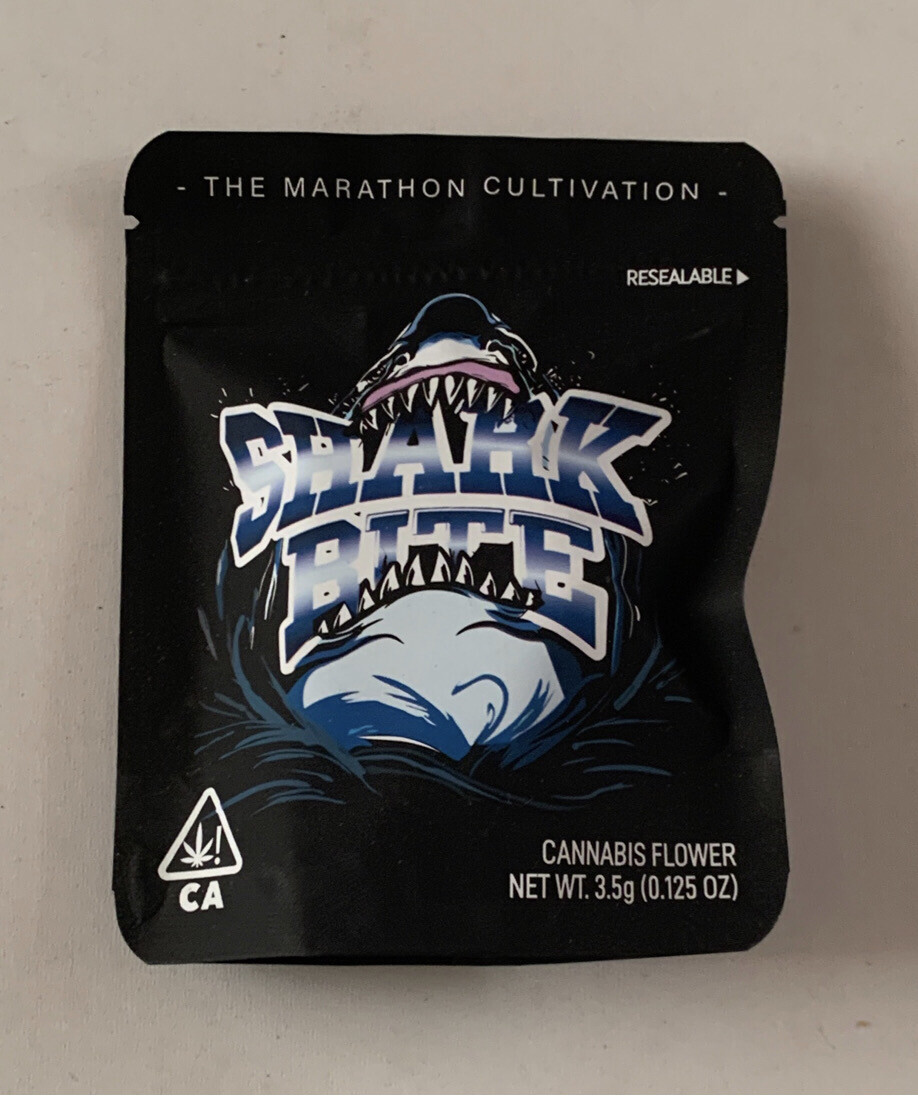 - THE MARATHON CULTIVATION -
RESEALABLE
SHARK
BITE
CA
CANNABIS FLOWER
NET WT. 3.5g (0.125 OZ)